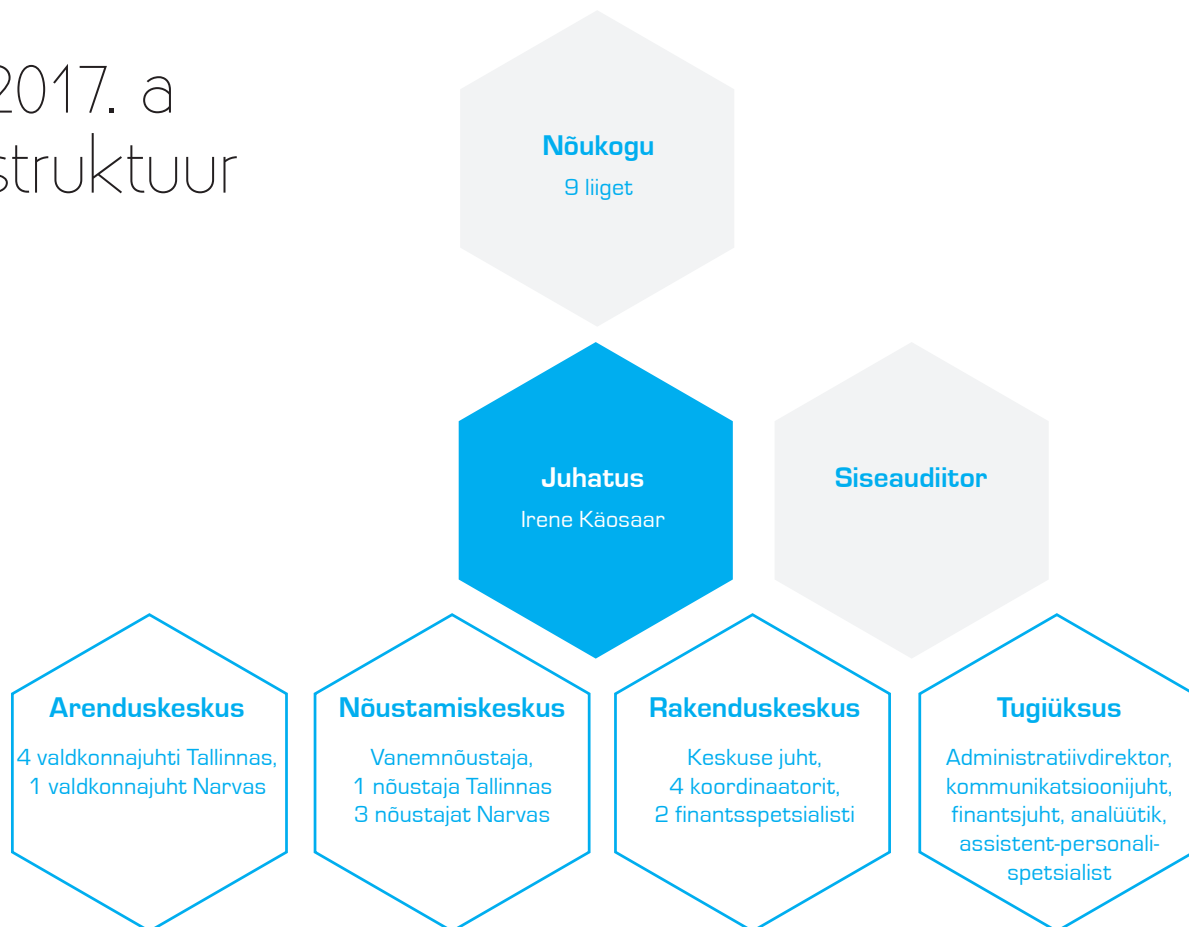 2017. a
struktuur
Nõukogu
9 liiget
Juhatus
Irene Käosaar
Siseaudiitor
Arenduskeskus
4 valdkonnajuhti Tallinnas,
1 valdkonnajuht Narvas
Nõustamiskeskus
Vanemnõustaja,
1 nõustaja Tallinnas
3 nõustajat Narvas
Rakenduskeskus
Keskuse juht,
4 koordinaatorit,
2 finantsspetsialisti
Tugiüksus
Administratiivdirektor,
kommunikatsioonijuht,
finantsjuht, analüütik,
assistent-personali-
spetsialist